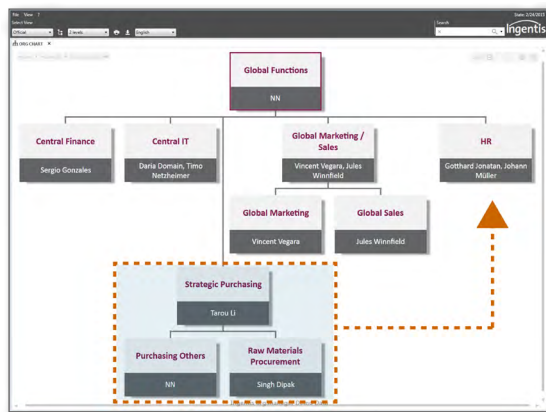 File View ?
Date: 2/24/2015
Select View
Search
Official
2 levels
English
Ingentis
ORG CHART
Global Functions
NN
Central Finance
Sergio Gonzales
Central IT
Daria Domain, Timo
Netzheimer
Global Marketing /
Sales
Vincent Vegara, Jules
Winnfield
HR
Gotthard Jonatan, Johann
Müller
Global Marketing
Vincent Vegara
Global Sales
Jules Winnfield
Strategic Purchasing
Tarou Li
Purchasing Others
NN
Raw Materials
Procurement
Singh Dipak